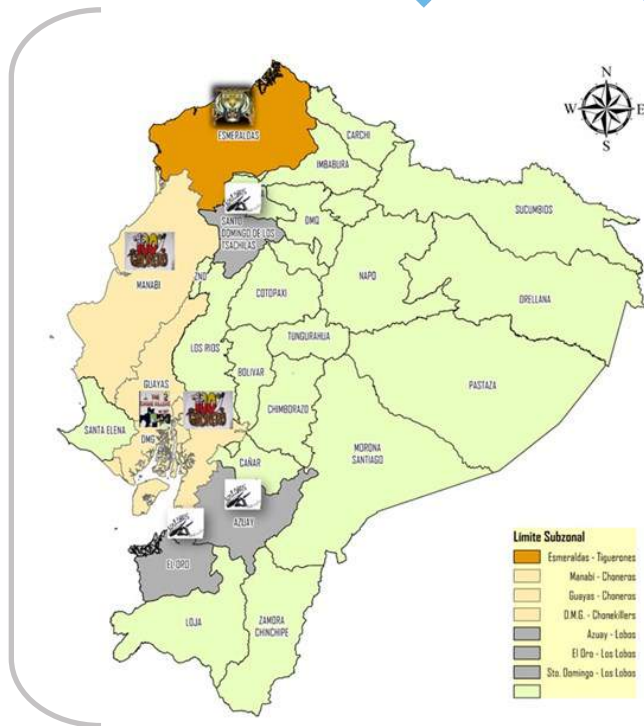 N
W E
S
ESMERALDAS
CARCHI
IMBABURA
SUCUMBIOS
SANTO
DOMINGO DE LOS
TSACHILAS
DMQ
MANABI
ZND
COTOPAXI
NAPO
ORELLANA
LOS RIOS
TUNGURAHUA
GUAYAS
BOLIVAR
PASTAZA
SANTA ELENA
DMG
CHIMBORAZO
MORONA
SANTIAGO
CAÑAR
AZUAY
EL ORO
LOJA
ZAMORA
CHINCHIPE
Límite Subzonal
Esmeraldas - Tiguerones
Manabi - Choneros
Guayas - Choneros
D.M.G. - Chonekillers
Azuay - Lobos
El Oro - Los Lobos
Sto. Domingo - Los Lobos